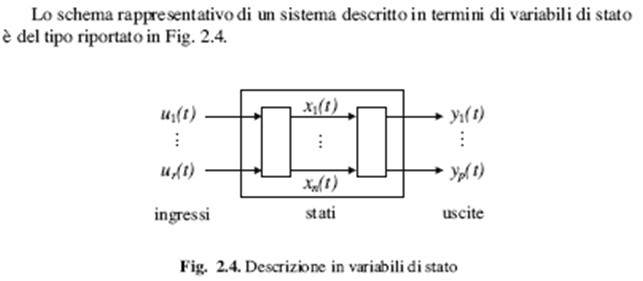 Lo schema rappresentativo di un sistema descritto in termini di variabili di stato
è del tipo riportato in Fig. 2.4.
u₁(t) x₁(t) y₁(t)
⋮ ⋮ ⋮
uᵣ(t) xₙ(t) yₚ(t)
ingressi stati uscite
Fig. 2.4. Descrizione in variabili di stato